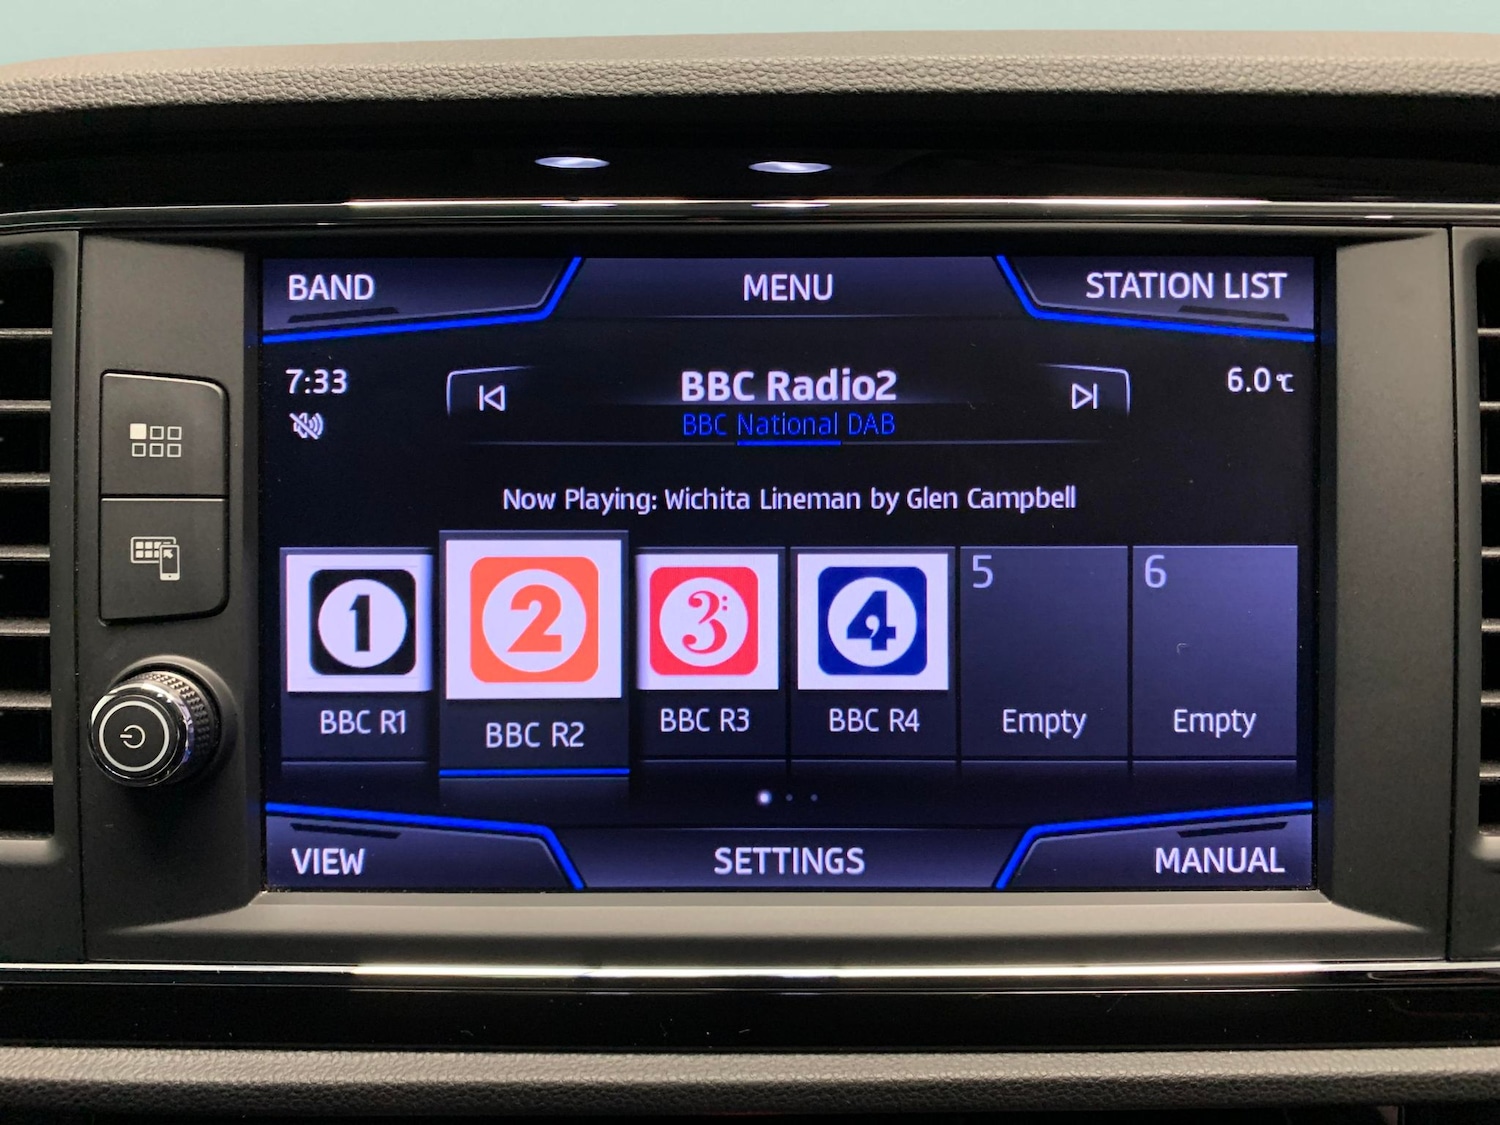 BAND MENU STATION LIST
7:33 BBC Radio2 6.0 °C
BBC National DAB
Now Playing: Wichita Lineman by Glen Campbell
1 2 3: 4 5 6
BBC R1 BBC R2 BBC R3 BBC R4 Empty Empty
VIEW SETTINGS MANUAL